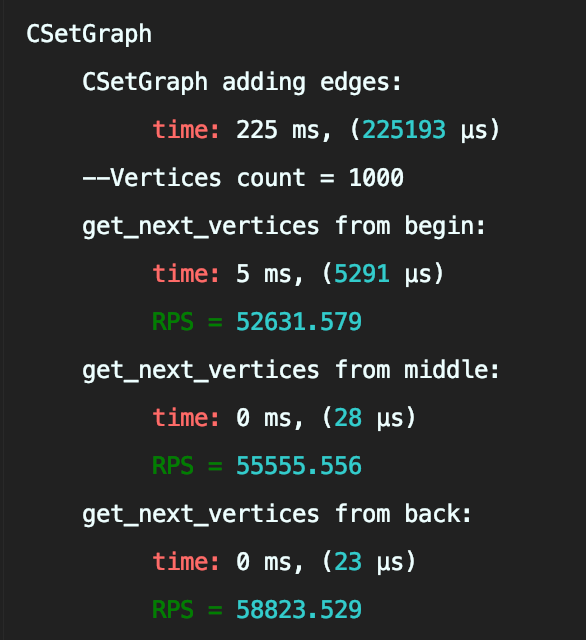 CSetGraph
CSetGraph adding edges:
time: 225 ms, (225193 µs)
--Vertices count = 1000
get_next_vertices from begin:
time: 5 ms, (5291 µs)
RPS = 52631.579
get_next_vertices from middle:
time: 0 ms, (28 µs)
RPS = 55555.556
get_next_vertices from back:
time: 0 ms, (23 µs)
RPS = 58823.529